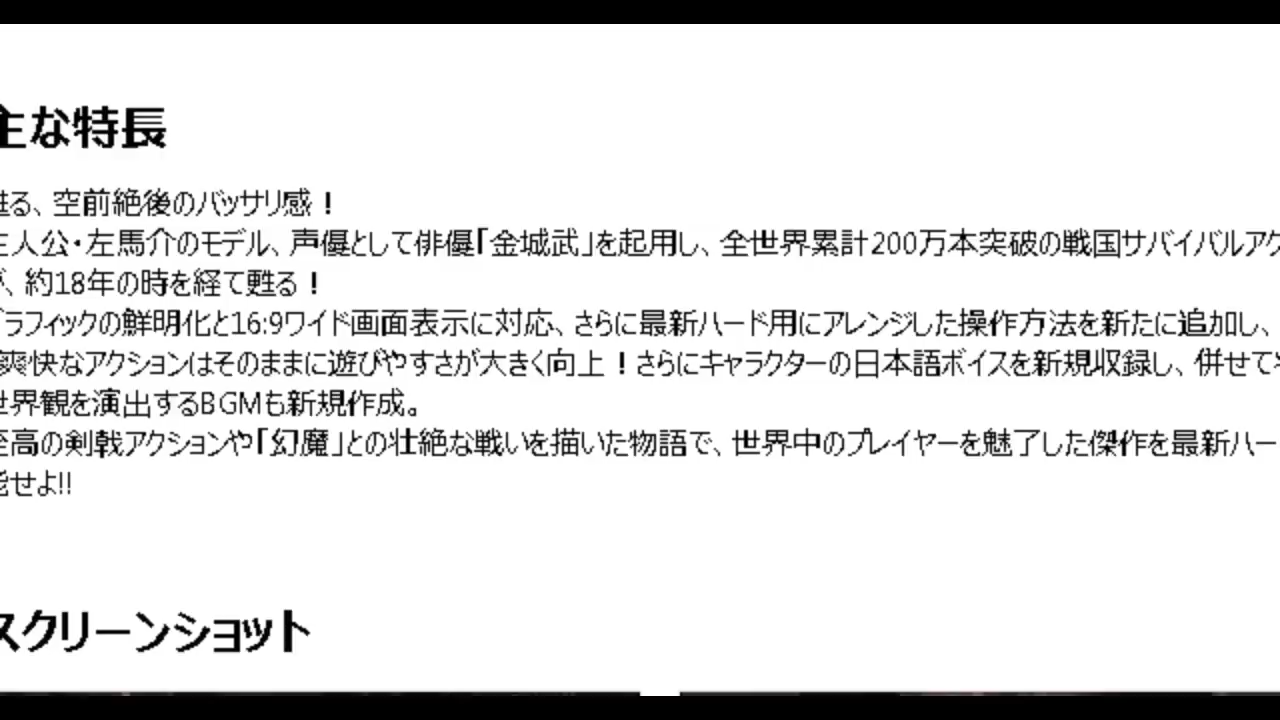 主な特長
甦る、空前絶後のバッサリ感！
主人公・左馬介のモデル、声優として俳優「金城武」を起用し、全世界累計200万本突破の戦国サバイバルアク
が、約18年の時を経て甦る！
グラフィックの鮮明化と16:9ワイド画面表示に対応、さらに最新ハード用にアレンジした操作方法を新たに追加し、
爽快なアクションはそのままに遊びやすさが大きく向上！さらにキャラクターの日本語ボイスを新規収録し、併せて
世界観を演出するBGMも新規作成。
至高の剣戟アクションや「幻魔」との壮絶な戦いを描いた物語で、世界中のプレイヤーを魅了した傑作を最新ハー
せよ!!
スクリーンショット